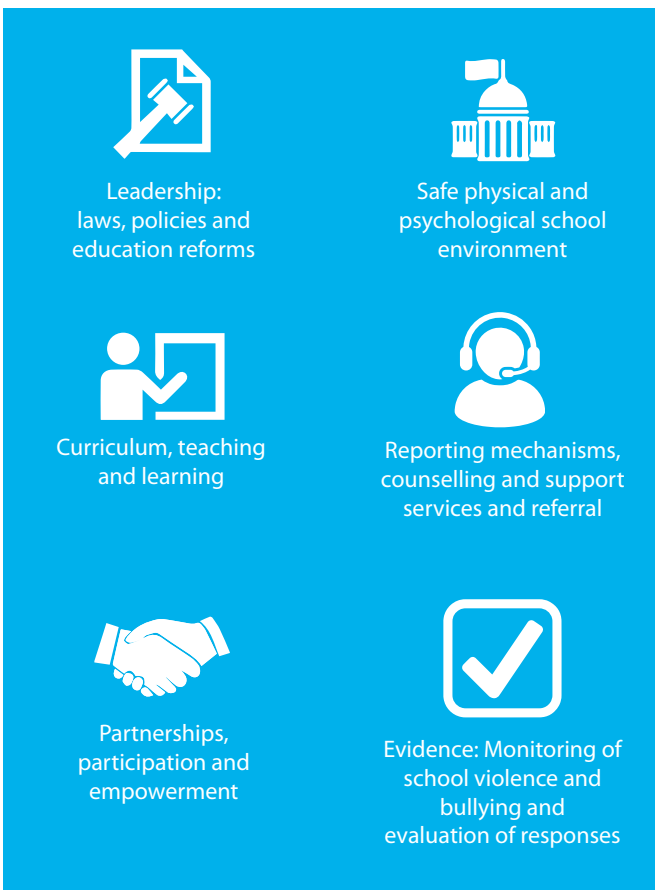 Leadership:
laws, policies and
education reforms
Safe physical and
psychological school
environment
Curriculum, teaching
and learning
Reporting mechanisms,
counselling and support
services and referral
Partnerships,
participation and
empowerment
Evidence: Monitoring of
school violence and
bullying and
evaluation of responses